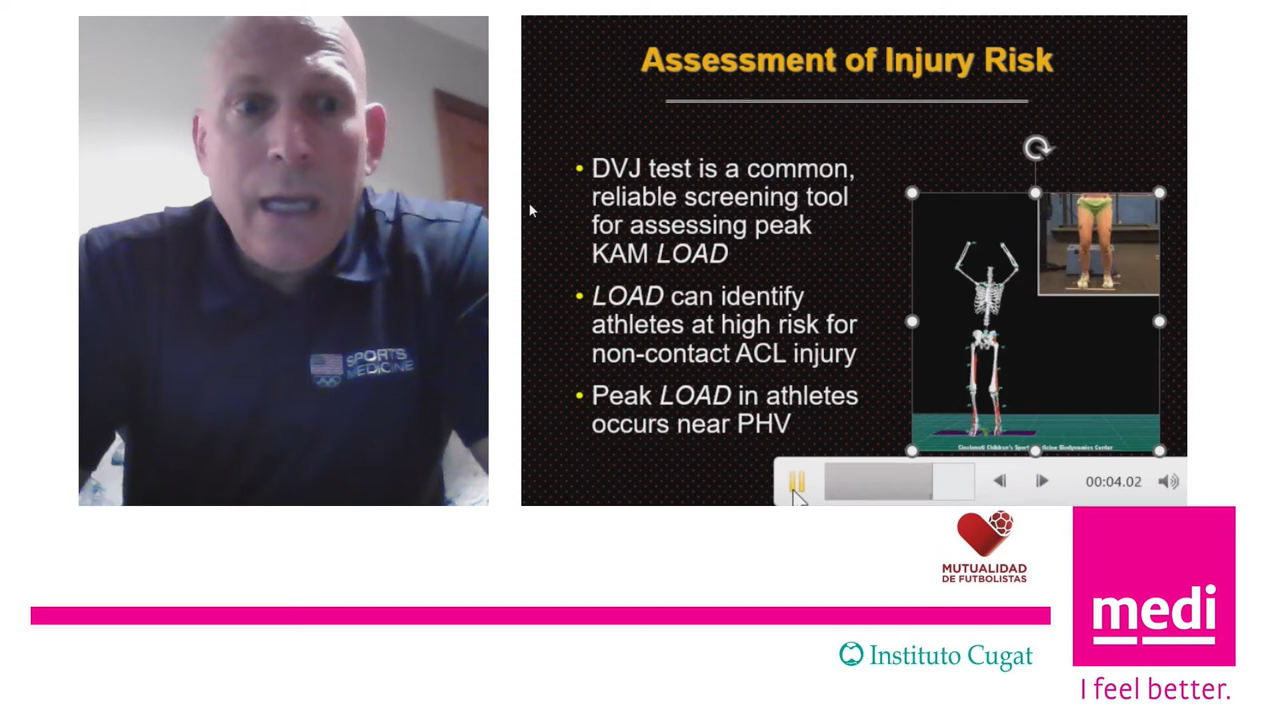 Assessment of Injury Risk
• DVJ test is a common,
reliable screening tool
for assessing peak
KAM LOAD
• LOAD can identify
athletes at high risk for
non-contact ACL injury
• Peak LOAD in athletes
occurs near PHV
SPORTS
MEDICINE
00:04.02
MUTUALIDAD
DE FUTBOLISTAS
medi
Instituto Cugat
I feel better.